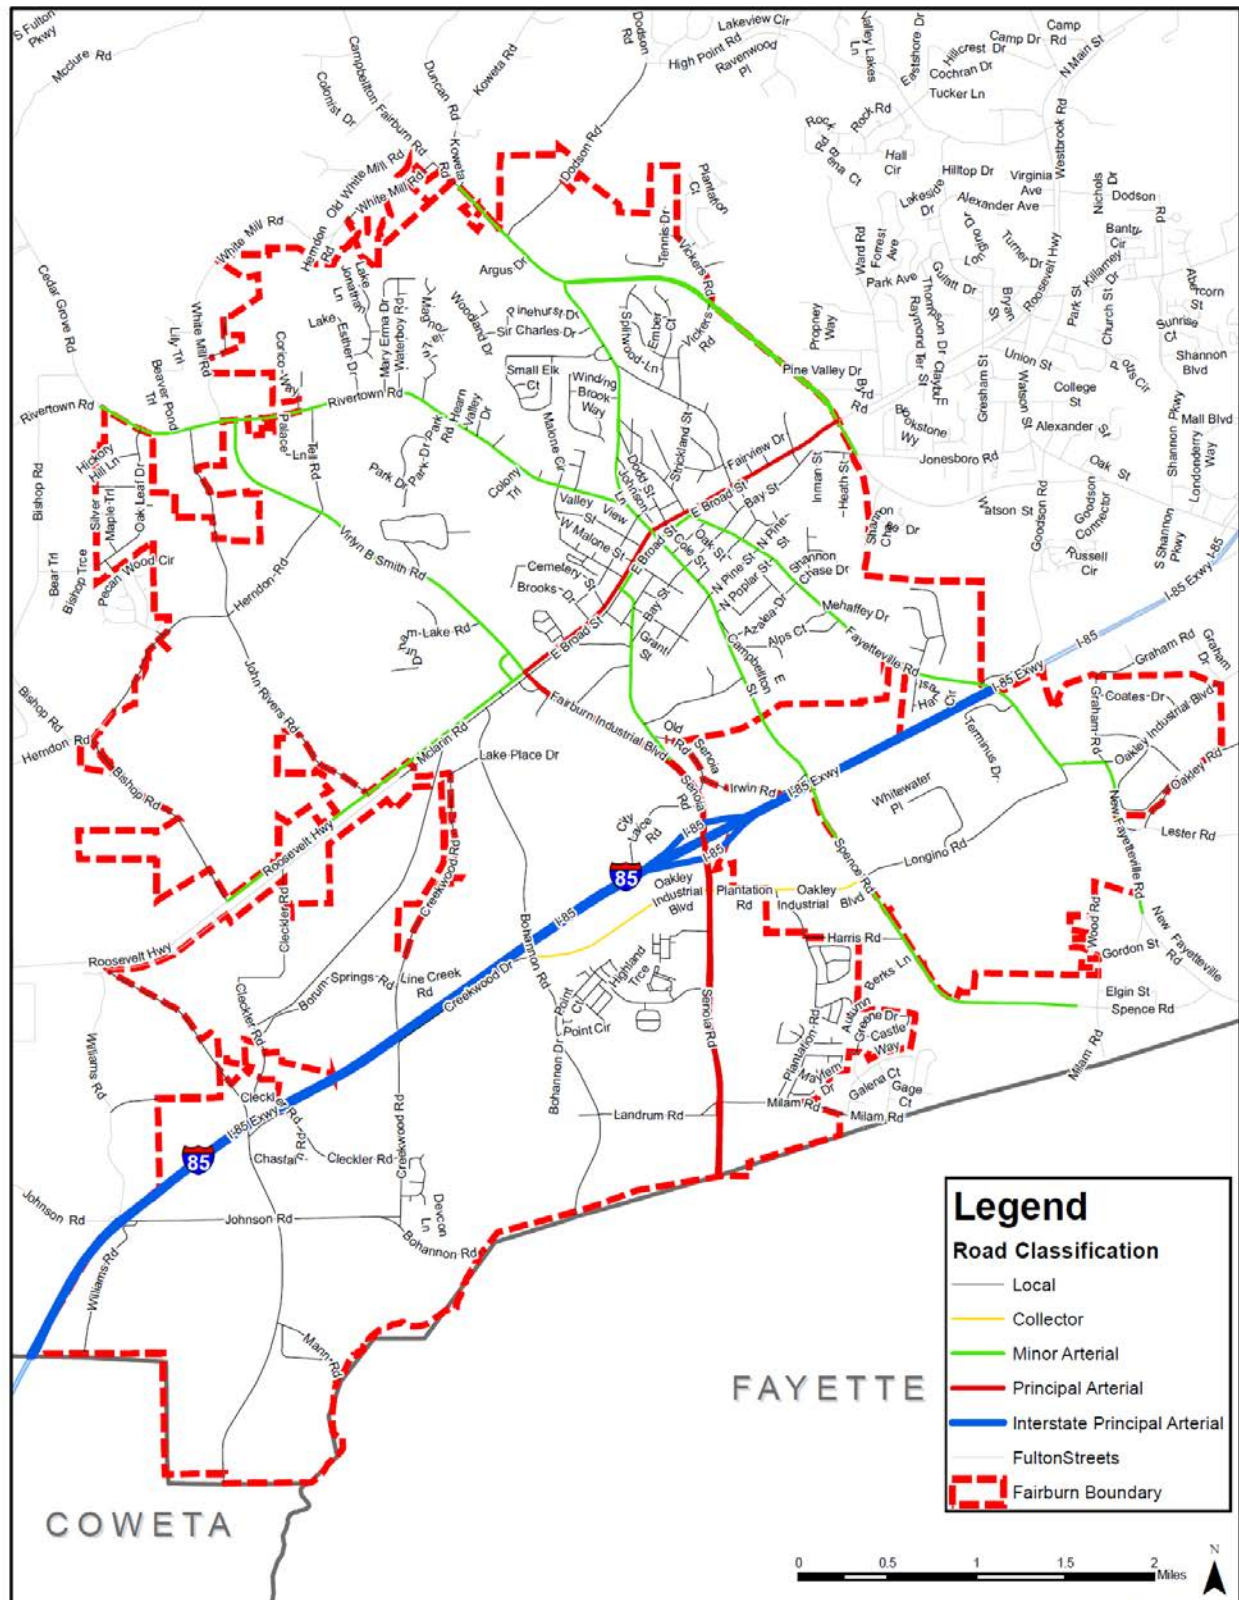 S Fulton
Pkwy
Mcclure Rd
Colonist Dr
Campbellton Fairburn Rd
Duncan Rd
Koweta Rd
Dodson
Rd
Lakeview Cir
High Point Rd
Ravenwood
Pl
Valley Lakes
Ln
Eastshore Dr
Hillcrest Dr
Camp Dr
Camp
Rd
N Main St
Cochran Dr
Tucker Ln
Rock Rd
Westbrook Rd
Koweta
Rd
Dodson Rd
Old White Mill Rd
White Mill Rd
Plantation
Ct
Hall
Cir
Hilltop Dr
Virginia
Ave
Nichols
Dr
Dodson
Rd
Lakeside
Dr
Alexander Ave
White Mill Rd
Herndon
Rd
Tennis Dr
Vickers Rd
Ward Rd
Forrest
Ave
Turner Dr
Roosevelt Hwy
Bantry
Cir
Killarney
Dr
Cedar Grove Rd
Lake
Jonathan
Ln
Argus Dr
Park Ave
Gulatt Dr
Bryan
St
Park St
Church St
Lily Trl
White Mill Rd
Lake
Esther Dr
Mary Erna Dr
Waterboy Rd
Woodland Dr
Pinehurst Dr
Sir Charles Dr
Splitwood Ln
Ember
Ct
Vickers
Rd
Propney
Way
Thompson Dr
Raymond Ter St
Union St
Sunrise
Ct
Shannon
Blvd
Small Elk
Ct
Winding
Brook
Way
Pine Valley Dr
Gresham St
Watson St
College
St
Rivertown Rd
Beaver Pond
Trl
Rivertown Rd
Hearn
Rd
Valley
Dr
Park Dr
Malone Cir
Strickland St
Fairview Dr
Byrd
Rd
Bookstone
Wy
Alexander St
Shannon Pkwy
Mall Blvd
Londonderry
Way
Hickory
Hill Ln
Oak Leaf Dr
Palace
Ln
Tell Rd
Park Dr
Colony
Trl
Dodd St
Johnson
Ln
E Broad St
Bay St
Inman St
Heath St
Jonesboro Rd
Oak St
Bishop Rd
Silver
Maple Trl
Valley
View
St
W Malone St
Watson St
Goodson Rd
Goodson
Connector
S Shannon
Pkwy
Bear Trl
Bishop Trce
Pecan Wood Cir
Virlyn B Smith Rd
Herndon Rd
Cemetery St
Brooks Dr
E Broad St
Cole St
Oak St
N Pine St
N Pine
St
N Poplar St
Shannon
Chase Dr
Russell
Cir
I-85
I-85 Exwy
Bay St
Grant
St
Azalea Dr
Alps Ct
Mehaffey Dr
E Broad St
Campbellton
St
E
Fayetteville Rd
I-85 Exwy
I-85
Graham Rd
Graham
Dr
Bishop Rd
Herndon Rd
Bishop Rd
John Rivers Rd
Mclarin Rd
Fairburn Industrial Blvd
Lake Place Dr
Old
Senoia
Rd
Senoia
Rd
Irwin Rd
I-85 Exwy
Terminus Dr
Coates Dr
Graham Rd
Oakley Industrial Blvd
Oakley Rd
Whitewater
Pl
New Fayetteville Rd
Lester Rd
Roosevelt Hwy
Creekwood Rd
I-85
I-85
85
Oakley
Industrial
Blvd
Plantation
Rd
Oakley
Industrial Blvd
Longino Rd
Spence Rd
Cleckler Rd
Roosevelt Hwy
I-85
Bohannon Rd
Harris Rd
Wood Rd
Gordon St
New Fayetteville
Rd
Borum
Springs Rd
Line Creek
Rd
Creekwood Dr
Highland
Trce
Point
Ct
Point Cir
Senoia Rd
Berks Ln
Autumn
Elgin St
Spence Rd
Cleckler Rd
Williams Rd
Bohannon Dr
Plantation Rd
Greene Dr
Castle
Way
Galena Ct
Gage
Ct
Milam Rd
Cleckler Rd
I-85 Exwy
Landrum Rd
Milam Rd
Milam Rd
85
Cleckler Rd
Creekwood Rd
Johnson Rd
Johnson Rd
Devcon
Ln
Bohannon Rd
Williams Rd
Mann Rd
FAYETTE
COWETA
Legend
Road Classification
Local
Collector
Minor Arterial
Principal Arterial
Interstate Principal Arterial
FultonStreets
Fairburn Boundary
N
0 0.5 1 1.5 2
Miles